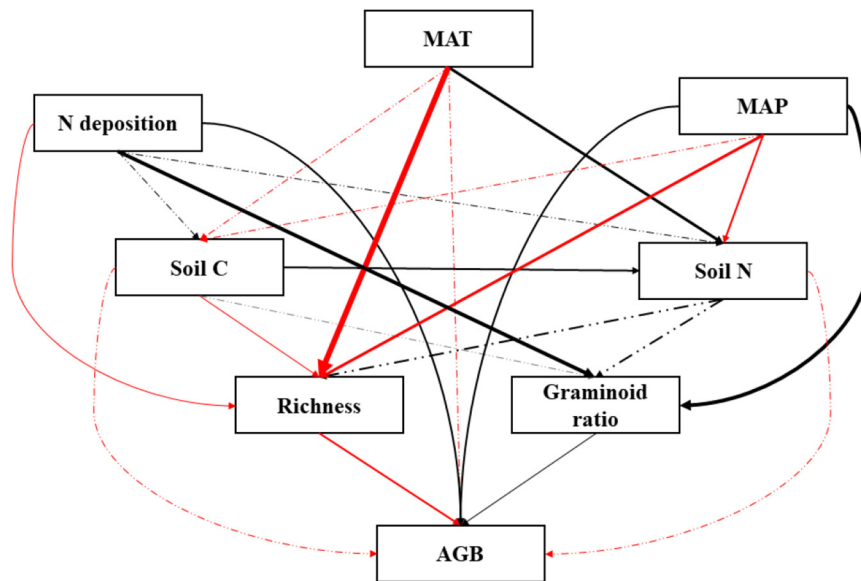 MAT
N deposition
MAP
Soil C
Soil N
Richness
Graminoid
ratio
AGB